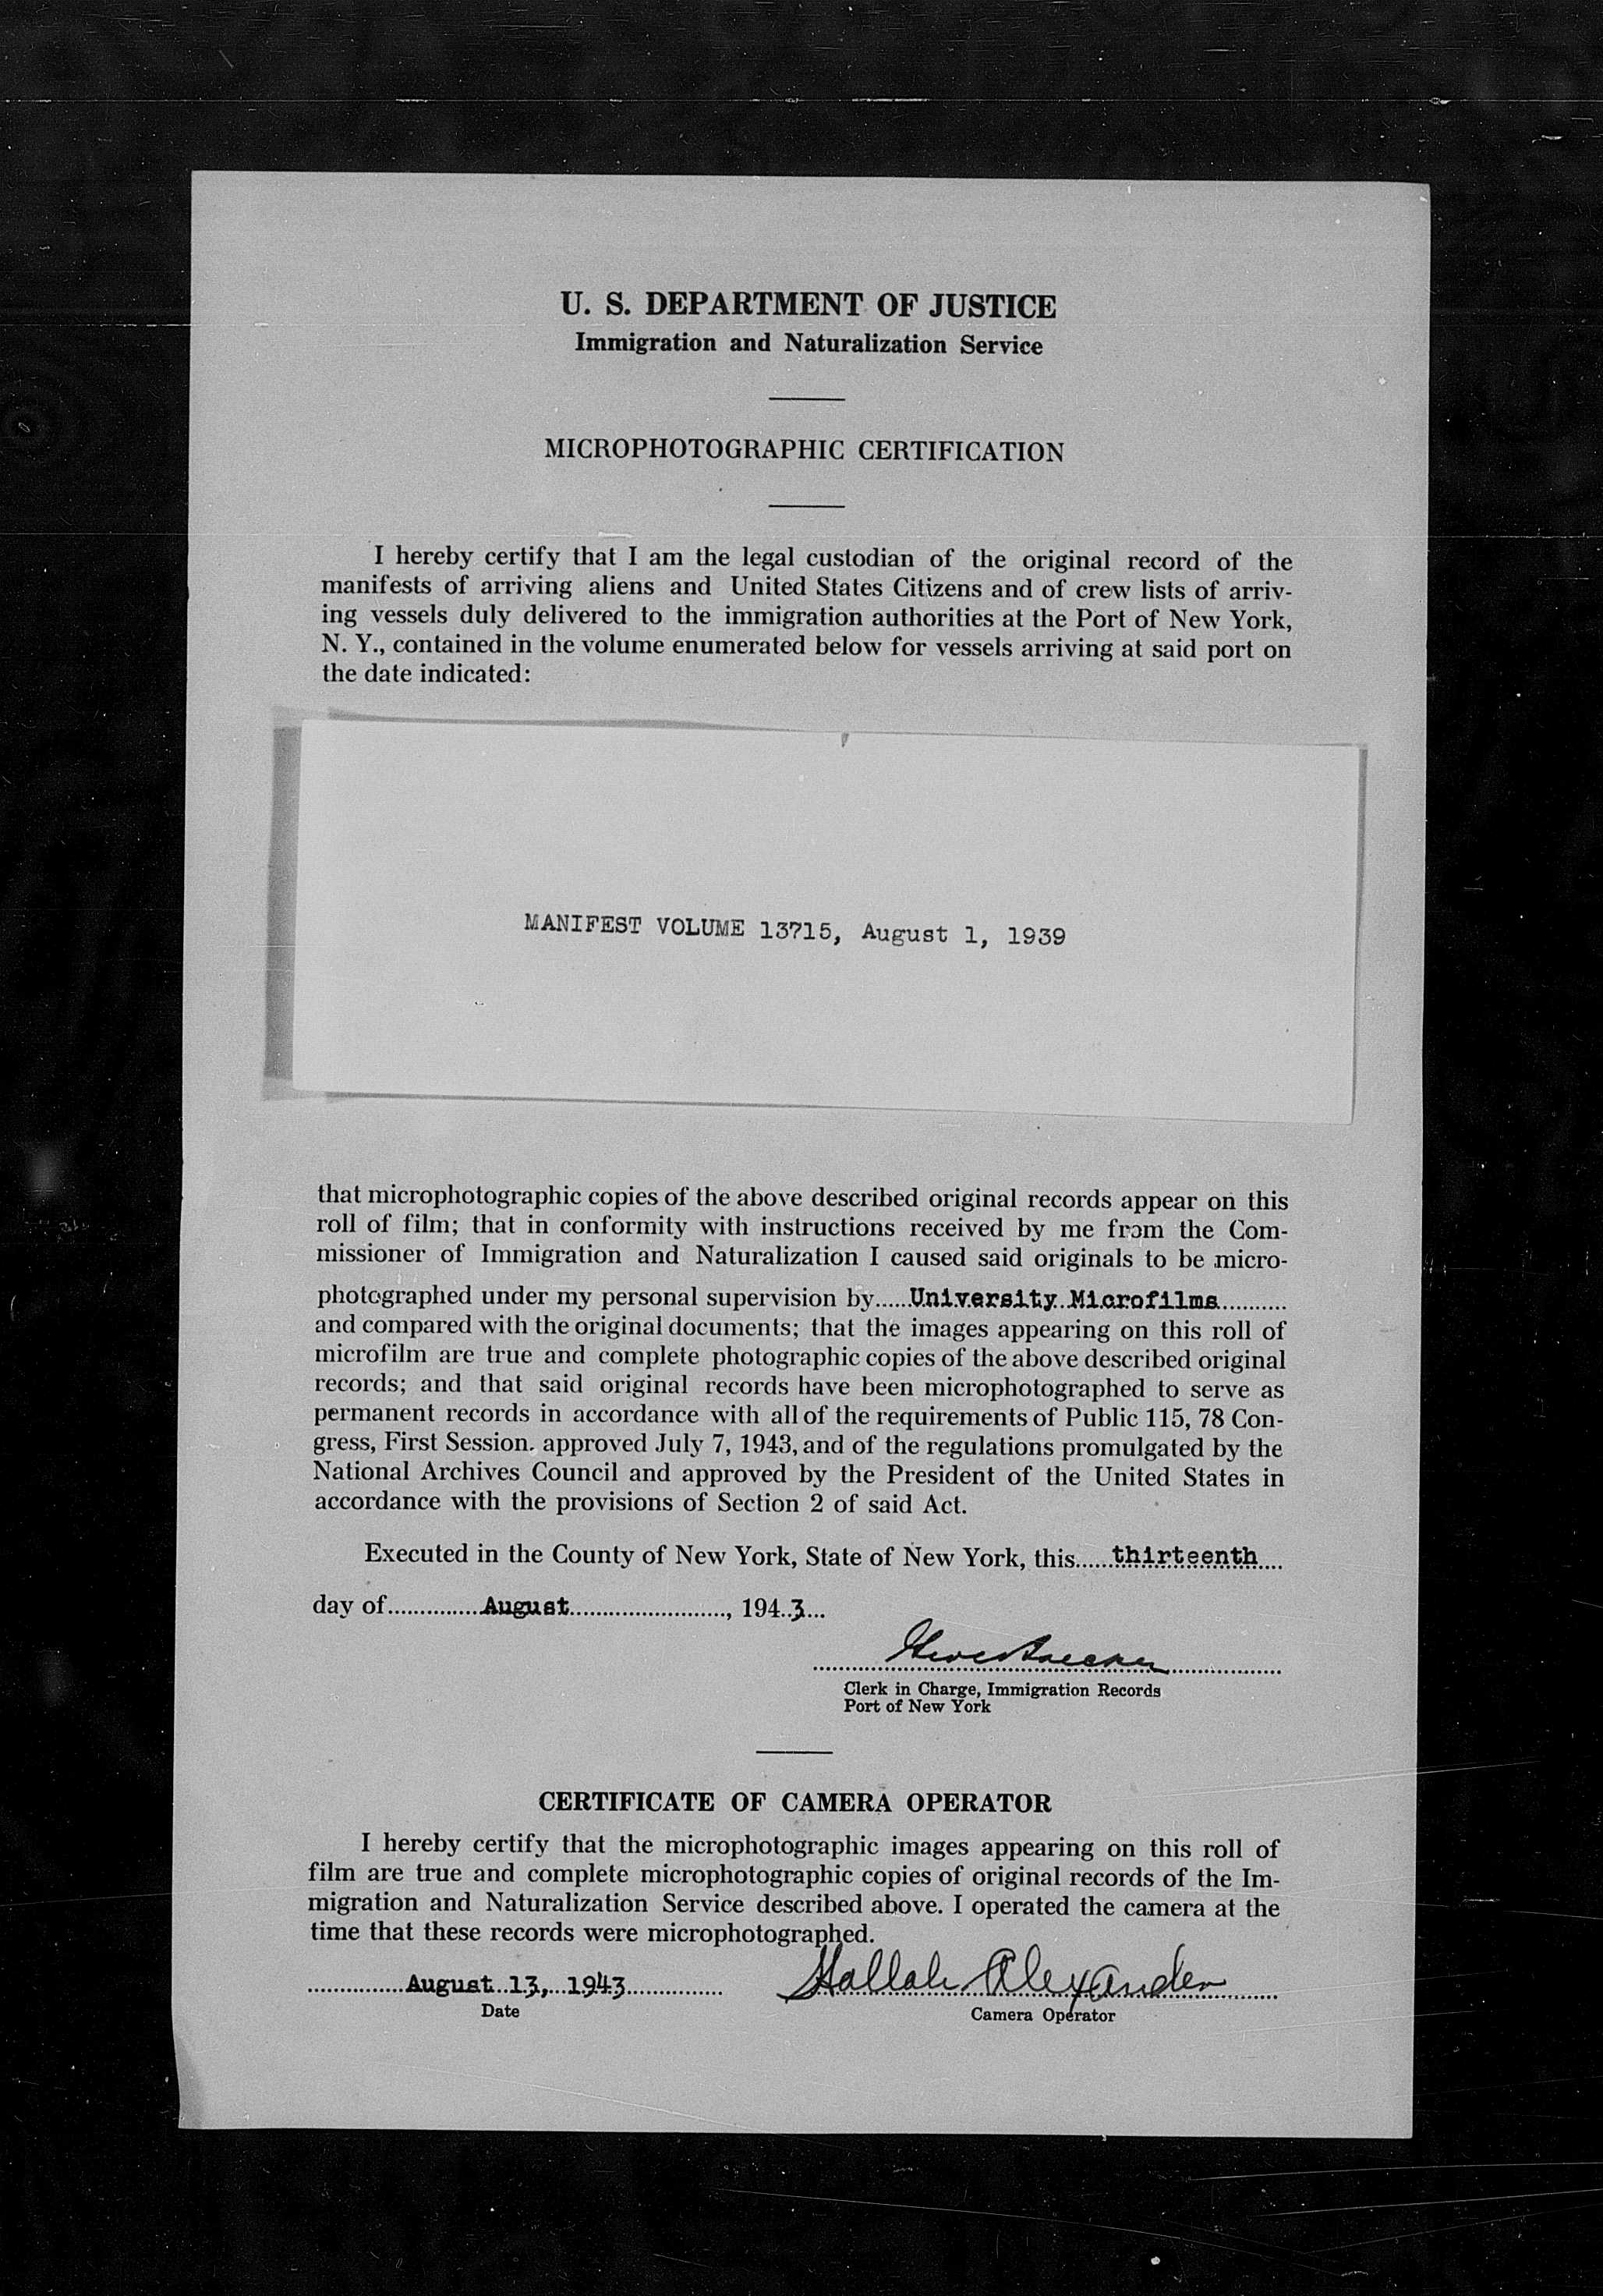 U. S. DEPARTMENT OF JUSTICE
Immigration and Naturalization Service
MICROPHOTOGRAPHIC CERTIFICATION
I hereby certify that I am the legal custodian of the original record of the
manifests of arriving aliens and United States Citizens and of crew lists of arriv-
ing vessels duly delivered to the immigration authorities at the Port of New York,
N. Y., contained in the volume enumerated below for vessels arriving at said port on
the date indicated:
MANIFEST VOLUME 13715, August 1, 1939
that microphotographic copies of the above described original records appear on this
roll of film; that in conformity with instructions received by me from the Com-
missioner of Immigration and Naturalization I caused said originals to be micro-
photographed under my personal supervision by......University Microfilms...........
and compared with the original documents; that the images appearing on this roll of
microfilm are true and complete photographic copies of the above described original
records; and that said original records have been microphotographed to serve as
permanent records in accordance with all of the requirements of Public 115, 78 Con-
gress, First Session. approved July 7, 1943, and of the regulations promulgated by the
National Archives Council and approved by the President of the United States in
accordance with the provisions of Section 2 of said Act.
Executed in the County of New York, State of New York, this......thirteenth....
day of...............August........................., 194..3...
Clerk in Charge, Immigration Records
Port of New York
CERTIFICATE OF CAMERA OPERATOR
I hereby certify that the microphotographic images appearing on this roll of
film are true and complete microphotographic copies of original records of the Im-
migration and Naturalization Service described above. I operated the camera at the
time that these records were microphotographed.
...............August 13, 1943............... Hallah Alexander
Date Camera Operator